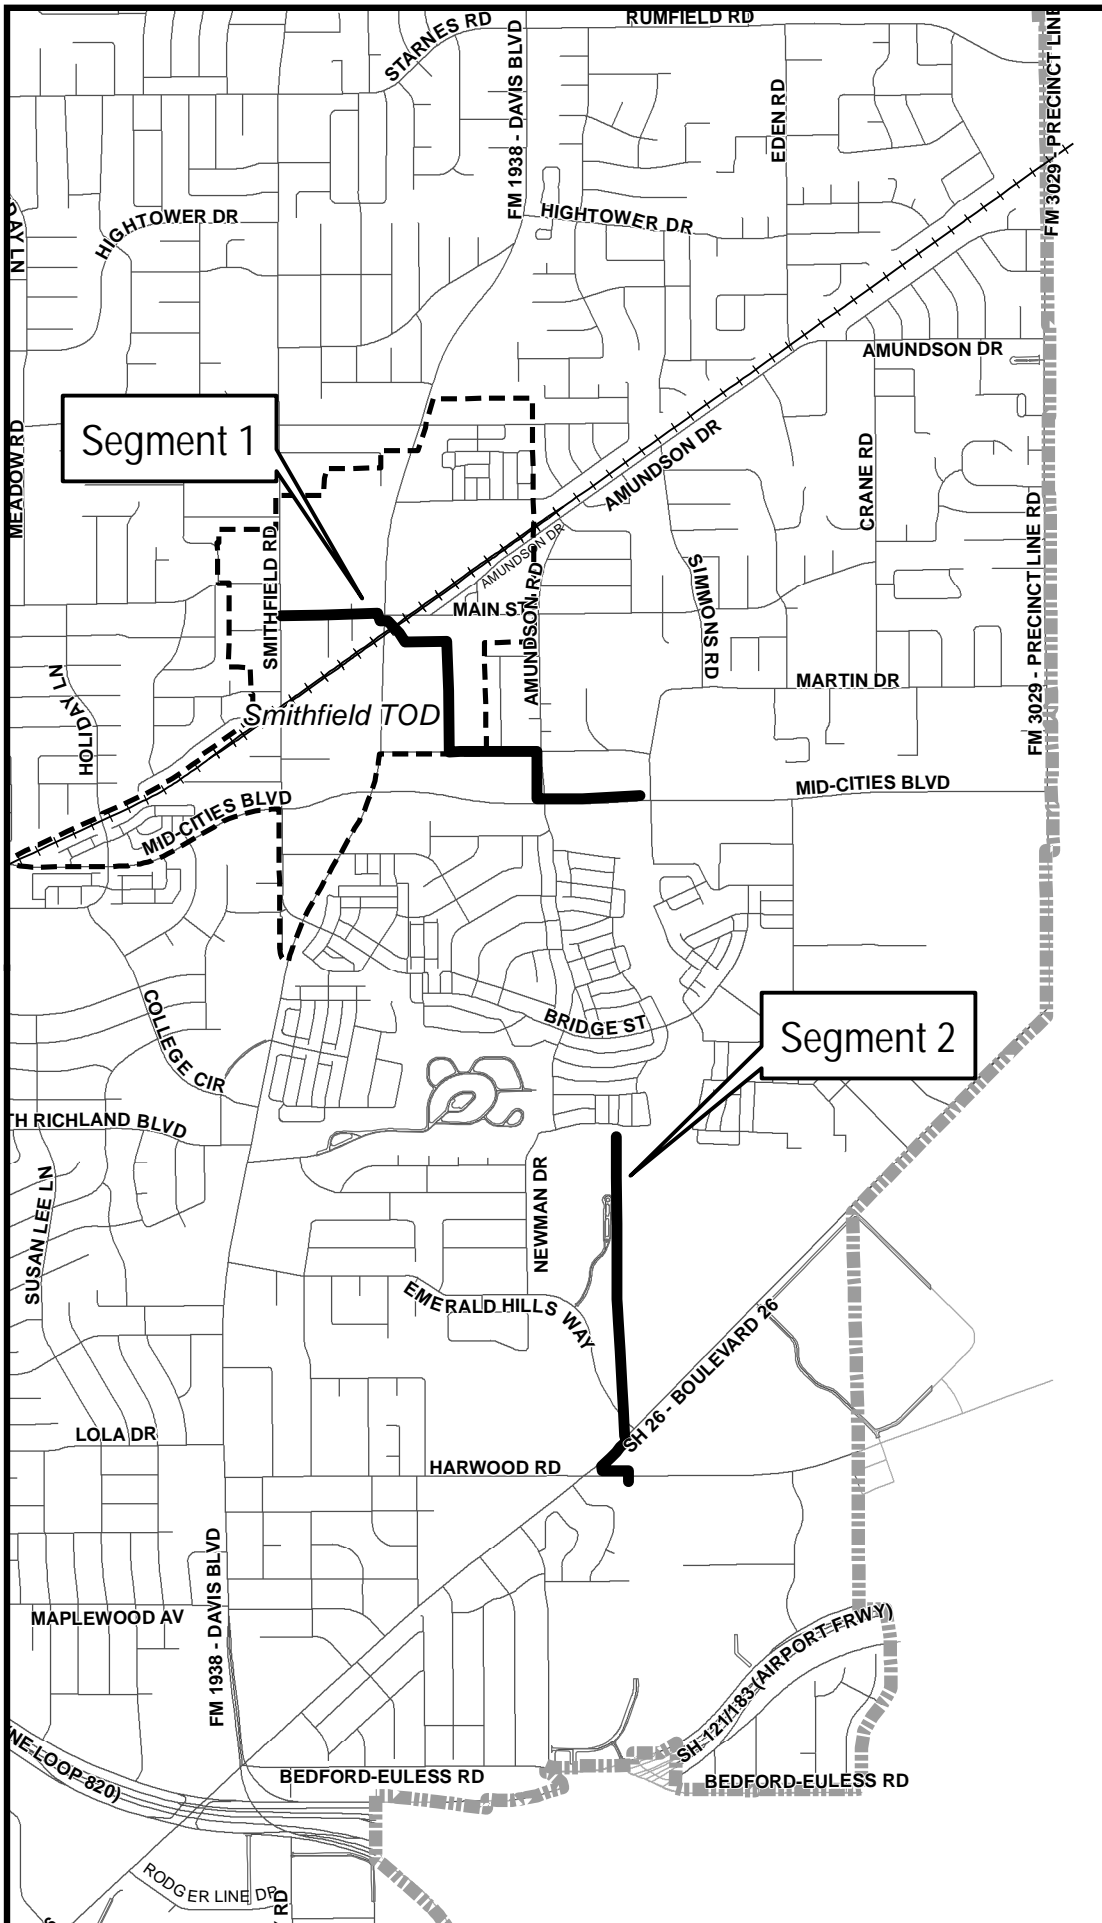 RUMFIELD RD
STARNES RD
FM 1938 - DAVIS BLVD
EDEN RD
FM 3029 - PRECINCT LINE
HIGHTOWER DR
HIGHTOWER DR
AMUNDSON DR
Segment 1
MEADOW RD
AMUNDSON DR
CRANE RD
SMITHFIELD RD
AMUNDSON DR
MAIN ST
AMUNDSON RD
SIMMONS RD
FM 3029 - PRECINCT LINE RD
HOLIDAY LN
MARTIN DR
Smithfield TOD
MID-CITIES BLVD
MID-CITIES BLVD
COLLEGE CIR
BRIDGE ST
Segment 2
TH RICHLAND BLVD
SUSAN LEE LN
NEWMAN DR
EMERALD HILLS WAY
SH 26 - BOULEVARD 26
LOLA DR
HARWOOD RD
FM 1938 - DAVIS BLVD
MAPLEWOOD AV
SH 121/183 (AIRPORT FRWY)
NE LOOP 820)
BEDFORD-EULESS RD
BEDFORD-EULESS RD
RODGER LINE DR
RD